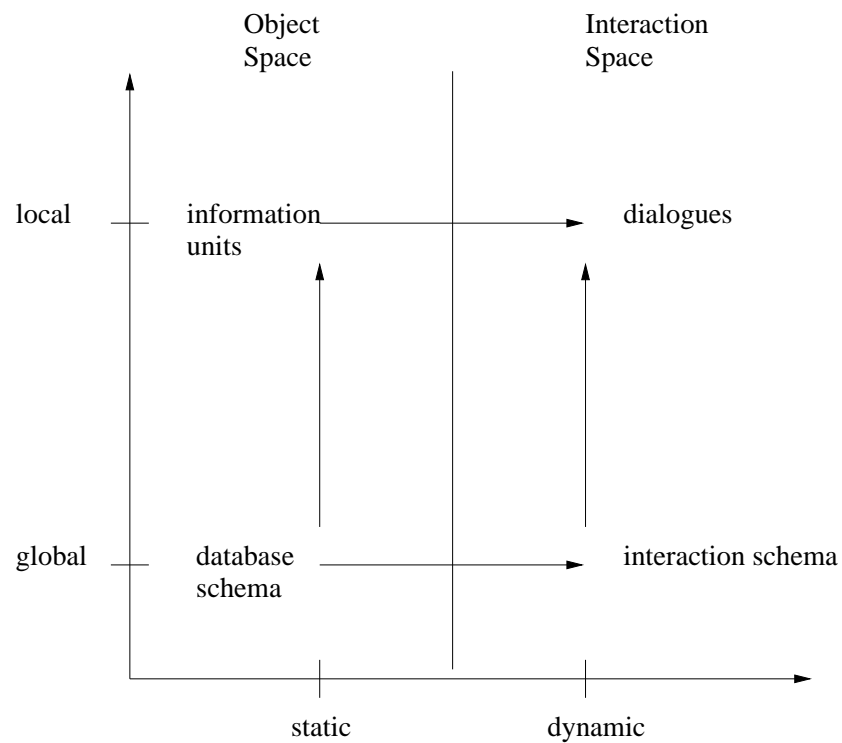 Object
Space
Interaction
Space
local
information
units
dialogues
global
database
schema
interaction schema
static
dynamic